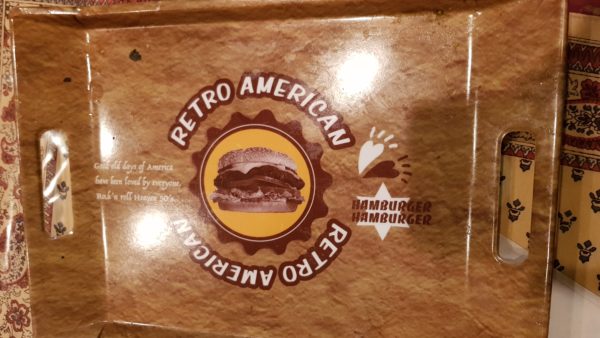 RETRO AMERICAN
Good old days of America
have been loved by everyone.
Rock'n roll Heaven 50's.
HAMBURGER
HAMBURGER
RETRO AMERICAN